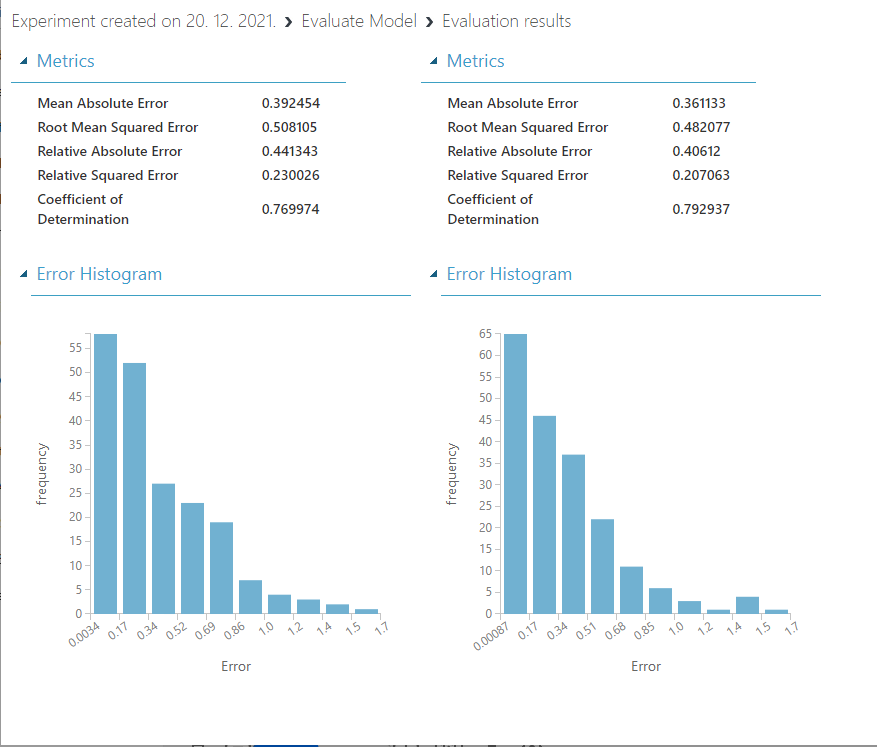 Experiment created on 20. 12. 2021. ❯ Evaluate Model ❯ Evaluation results
Metrics
Mean Absolute Error 0.392454
Root Mean Squared Error 0.508105
Relative Absolute Error 0.441343
Relative Squared Error 0.230026
Coefficient of
Determination 0.769974
Error Histogram
55
50
45
40
35
30
25
20
15
10
5
0
frequency
0.0034 0.17 0.34 0.52 0.69 0.86 1.0 1.2 1.4 1.5 1.7
Error
Metrics
Mean Absolute Error 0.361133
Root Mean Squared Error 0.482077
Relative Absolute Error 0.40612
Relative Squared Error 0.207063
Coefficient of
Determination 0.792937
Error Histogram
65
60
55
50
45
40
35
30
25
20
15
10
5
0
frequency
0.00087 0.17 0.34 0.51 0.68 0.85 1.0 1.2 1.4 1.5 1.7
Error